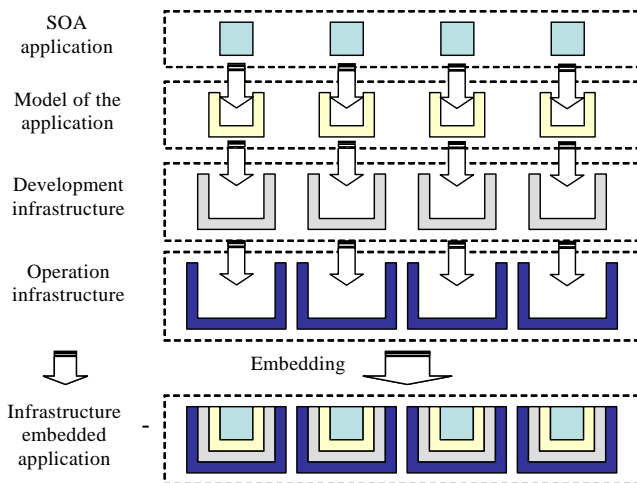 SOA
application
Model of the
application
Development
infrastructure
Operation
infrastructure
Embedding
Infrastructure -
embedded
application